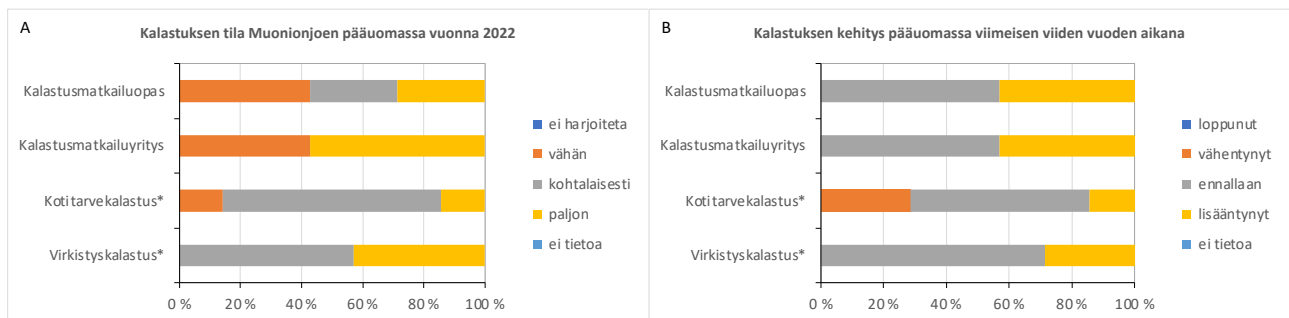 A
Kalastuksen tila Muonionjoen pääuomassa vuonna 2022
Kalastusmatkailuopas
Kalastusmatkailuyritys
Kotitarvekalastus*
Virkistyskalastus*
0 % 20 % 40 % 60 % 80 % 100 %
ei harjoiteta
vähän
kohtalaisesti
paljon
ei tietoa
B
Kalastuksen kehitys pääuomassa viimeisen viiden vuoden aikana
Kalastusmatkailuopas
Kalastusmatkailuyritys
Kotitarvekalastus*
Virkistyskalastus*
0 % 20 % 40 % 60 % 80 % 100 %
loppunut
vähentynyt
ennallaan
lisääntynyt
ei tietoa